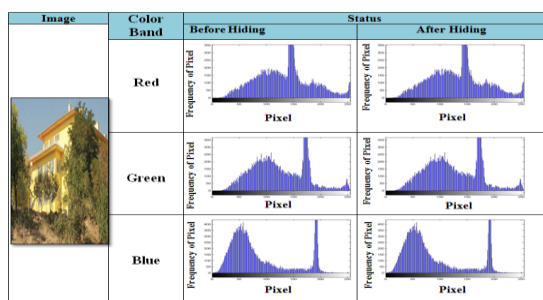 Image
Color Band
Status
Before Hiding
After Hiding
Red
Frequency of Pixel
Pixel
Frequency of Pixel
Pixel
Green
Frequency of Pixel
Pixel
Frequency of Pixel
Pixel
Blue
Frequency of Pixel
Pixel
Frequency of Pixel
Pixel